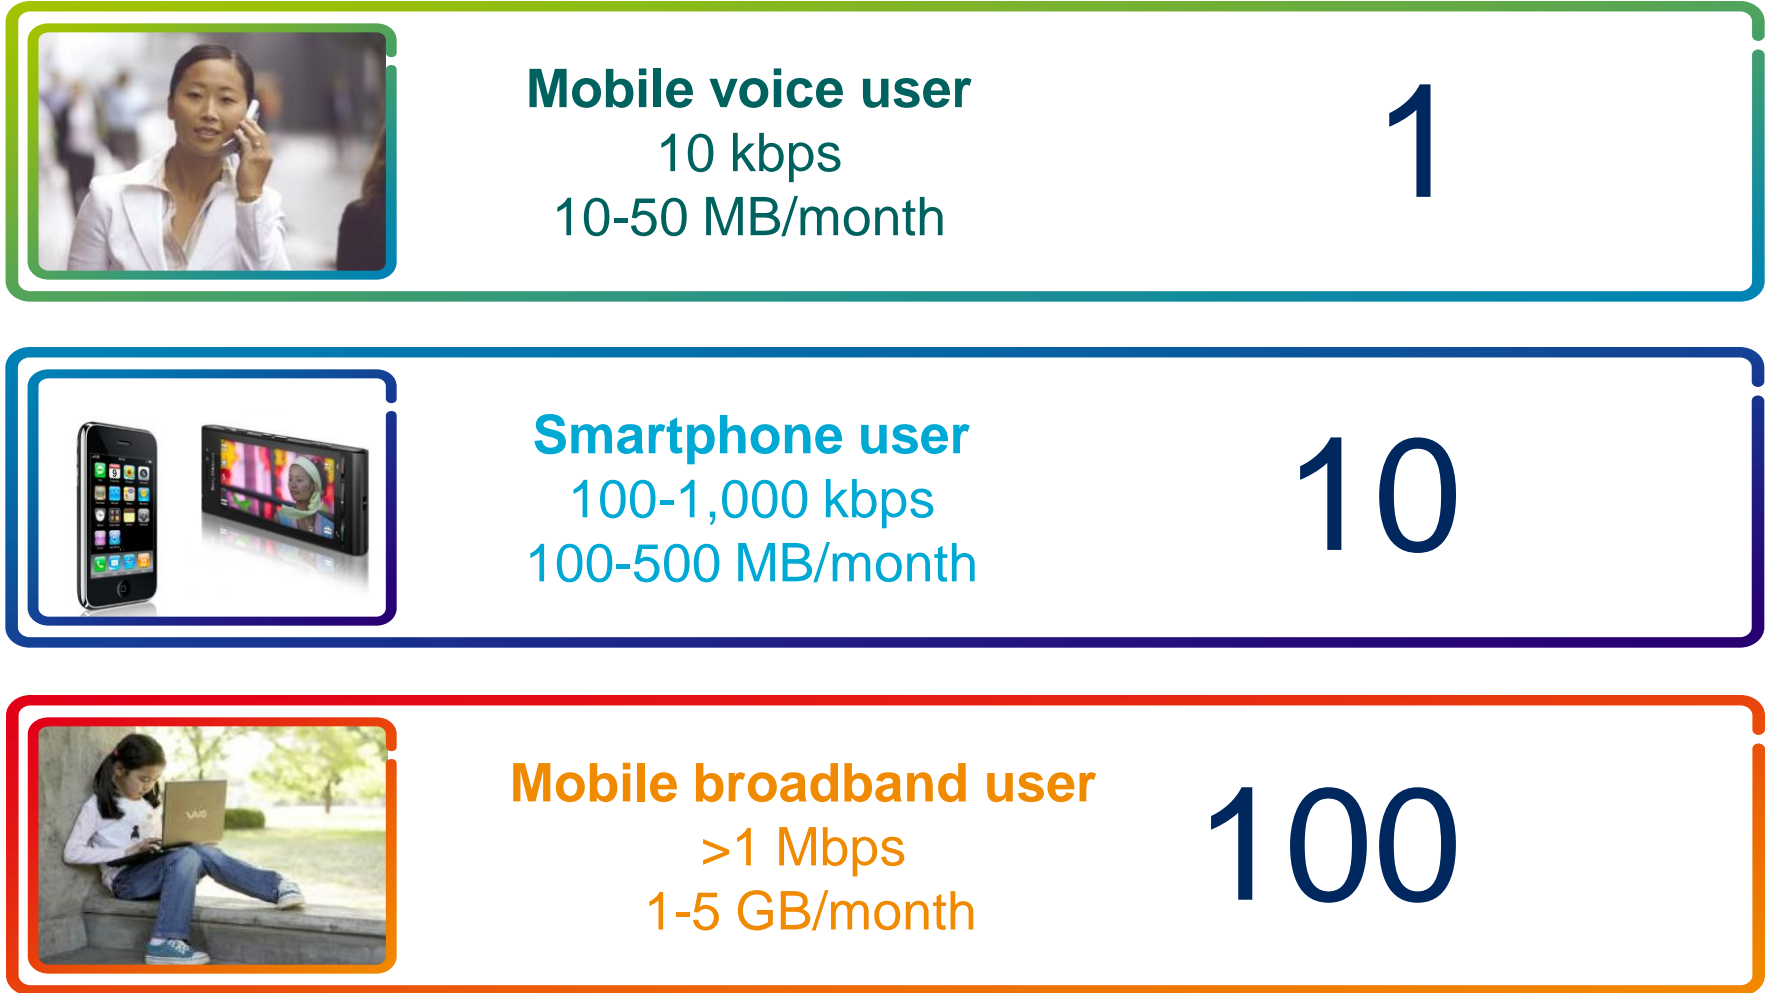 Mobile voice user
10 kbps
10-50 MB/month
1
Smartphone user
100-1,000 kbps
100-500 MB/month
10
VAIO
Mobile broadband user
>1 Mbps
1-5 GB/month
100